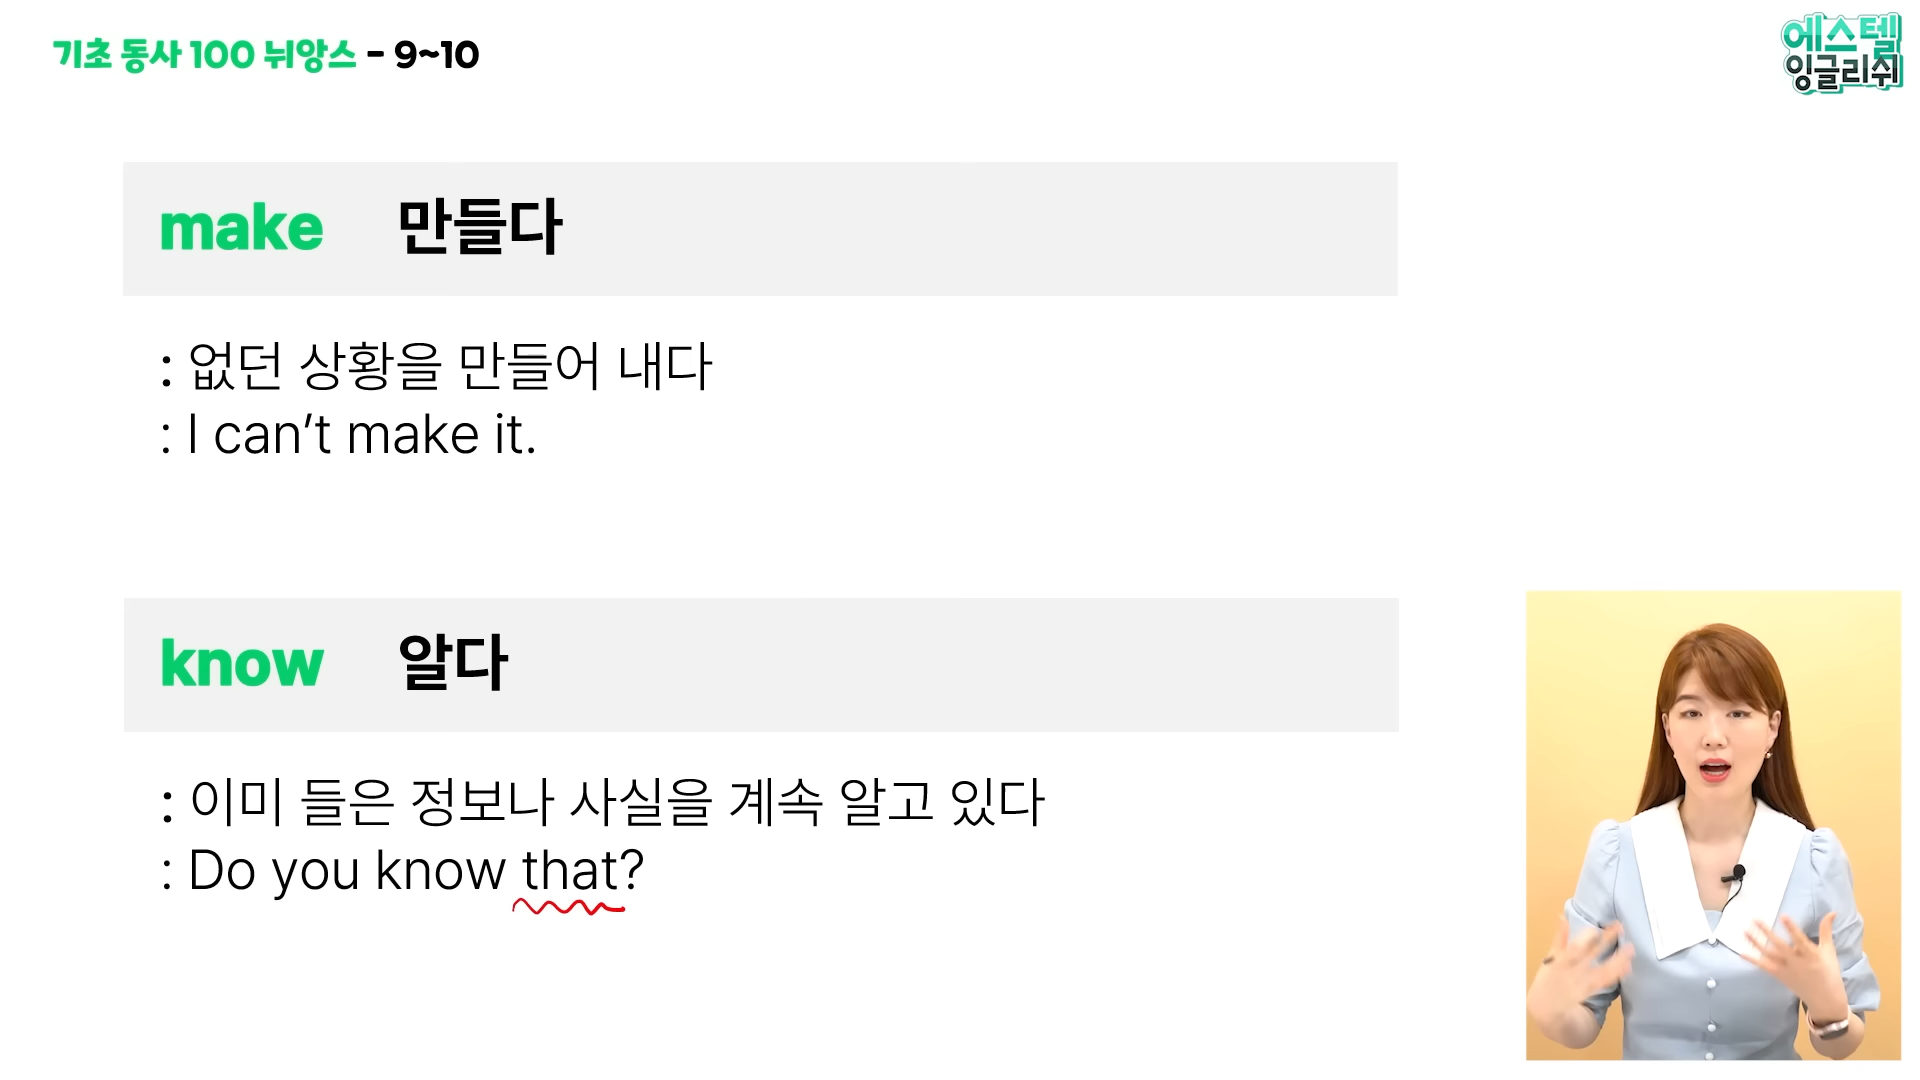 기초 동사 100 뉘앙스 - 9~10
에스텔
잉글리쉬
make 만들다
: 없던 상황을 만들어 내다
: I can’t make it.
know 알다
: 이미 들은 정보나 사실을 계속 알고 있다
: Do you know that?